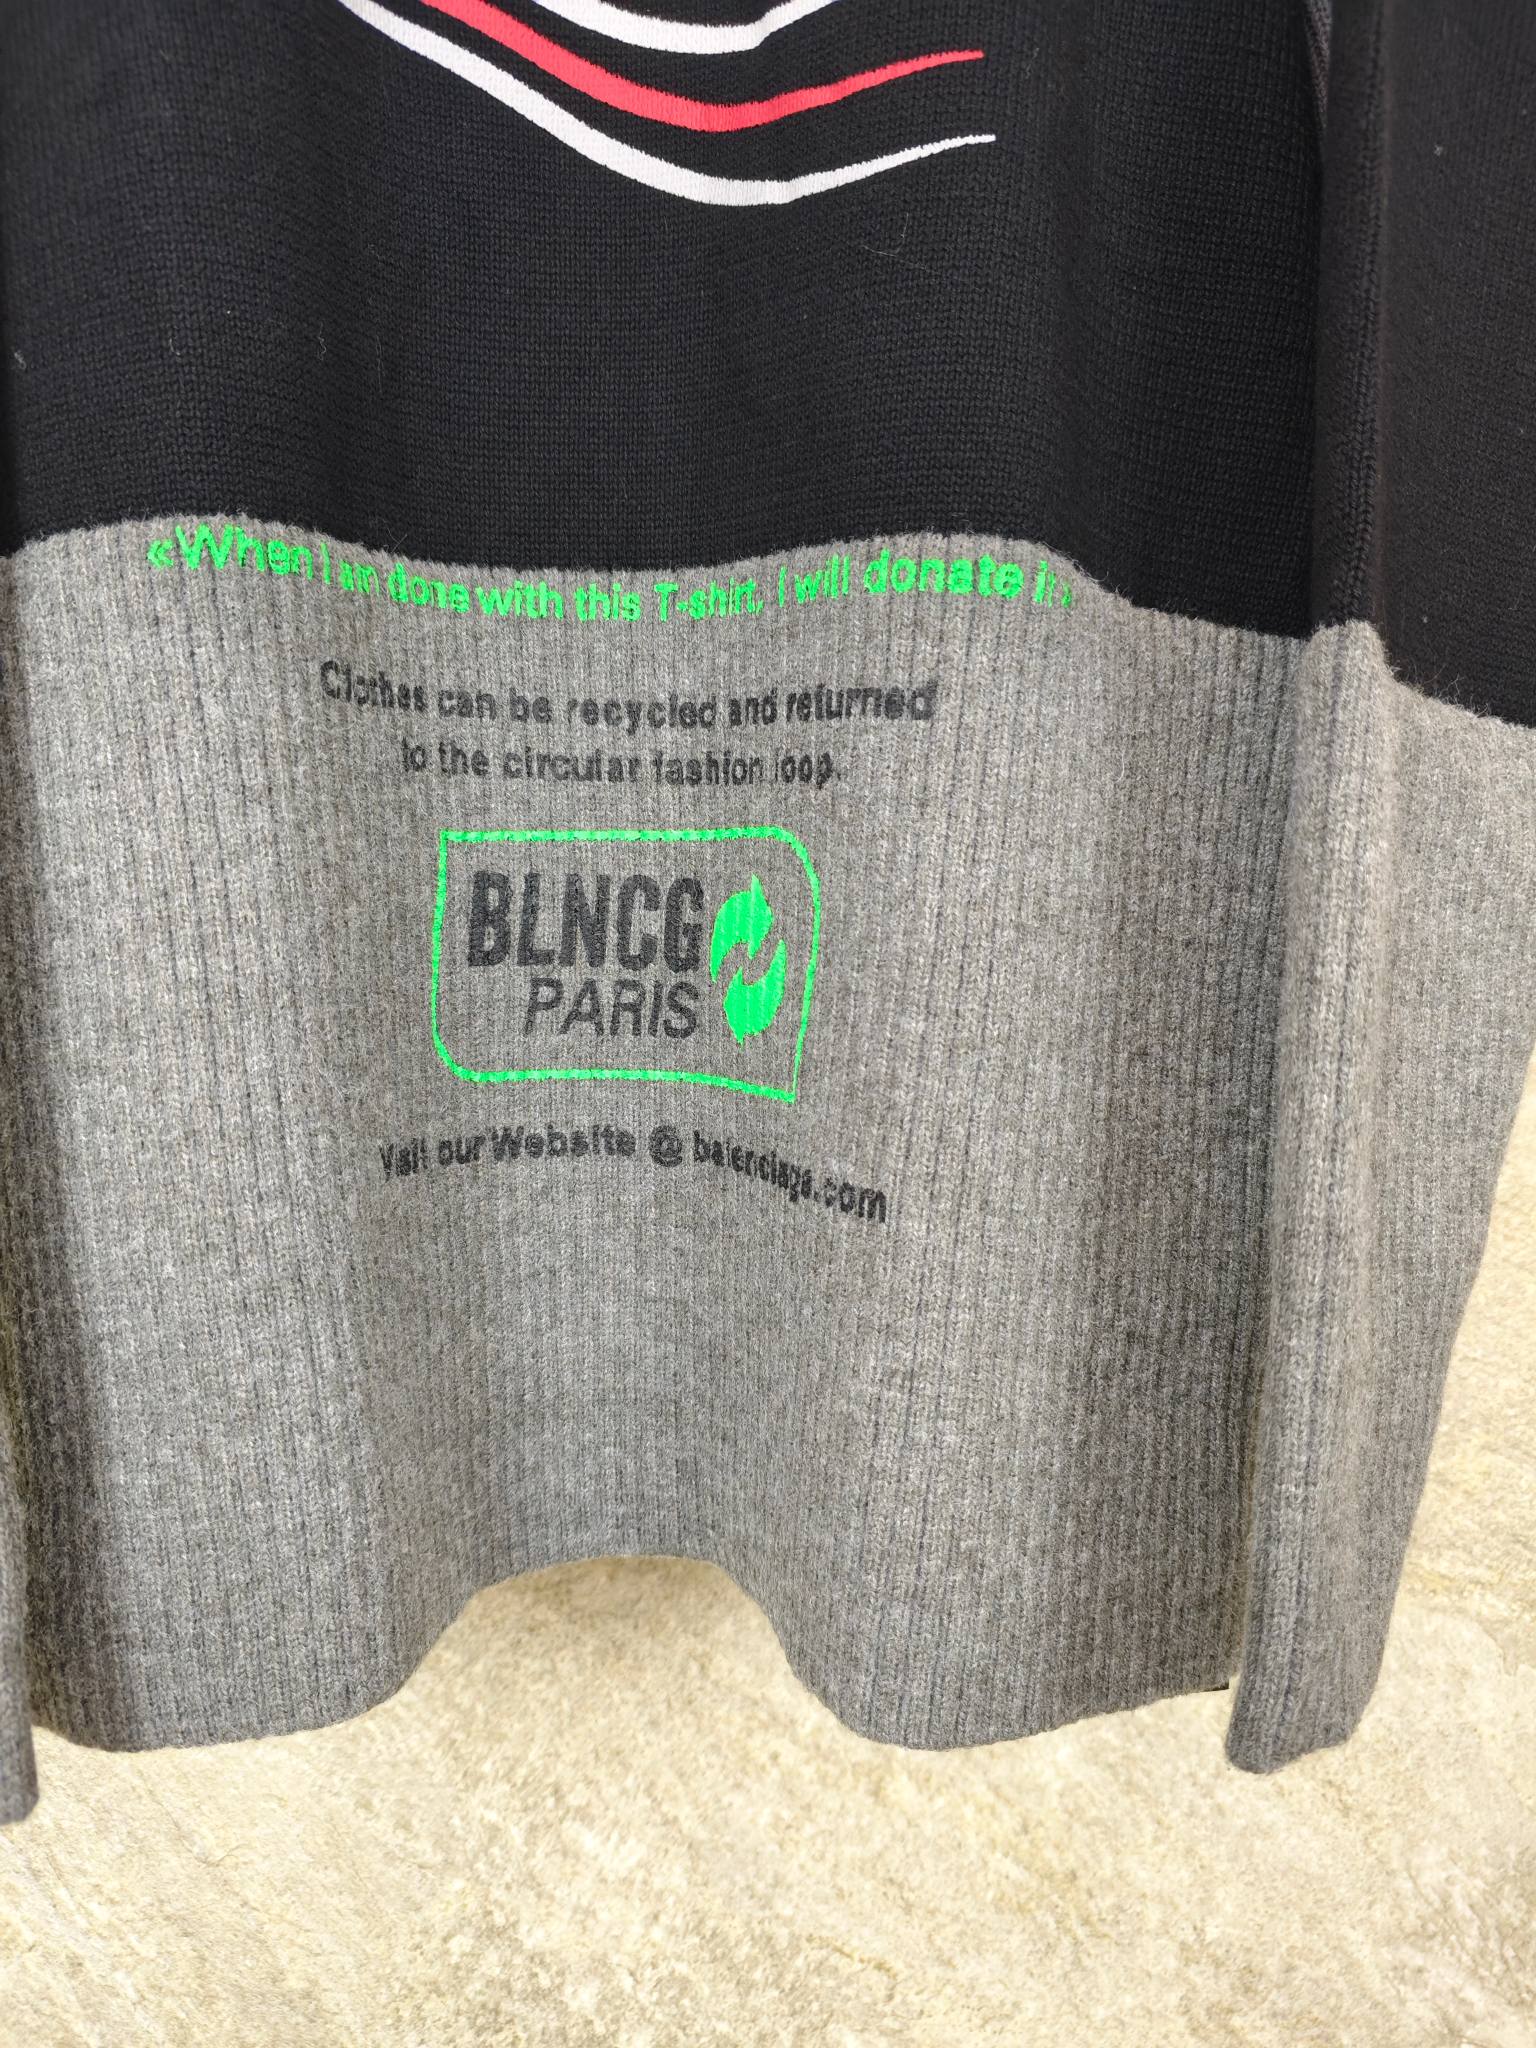 «When I am done with this T-shirt, I will donate it»
Clothes can be recycled and returned
to the circular fashion loop.
BLNCG
PARIS
Visit our Website @ balenciaga.com